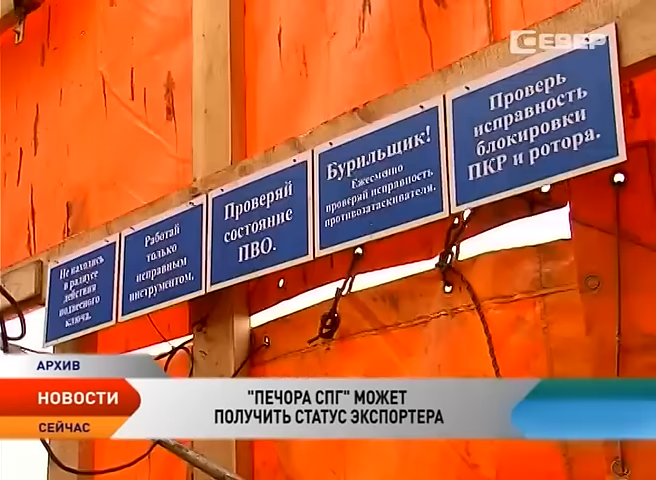 СЕВЕР
Не находись
в радиусе
действия
подвесного
ключа.
Работай
только
исправным
инструментом.
Проверяй
состояние
ПВО.
Бурильщик!
Ежесменно
проверяй исправность
противозатаскивателя.
Проверь
исправность
блокировки
ПКР и ротора.
АРХИВ
НОВОСТИ
СЕЙЧАС
"ПЕЧОРА СПГ" МОЖЕТ
ПОЛУЧИТЬ СТАТУС ЭКСПОРТЕРА